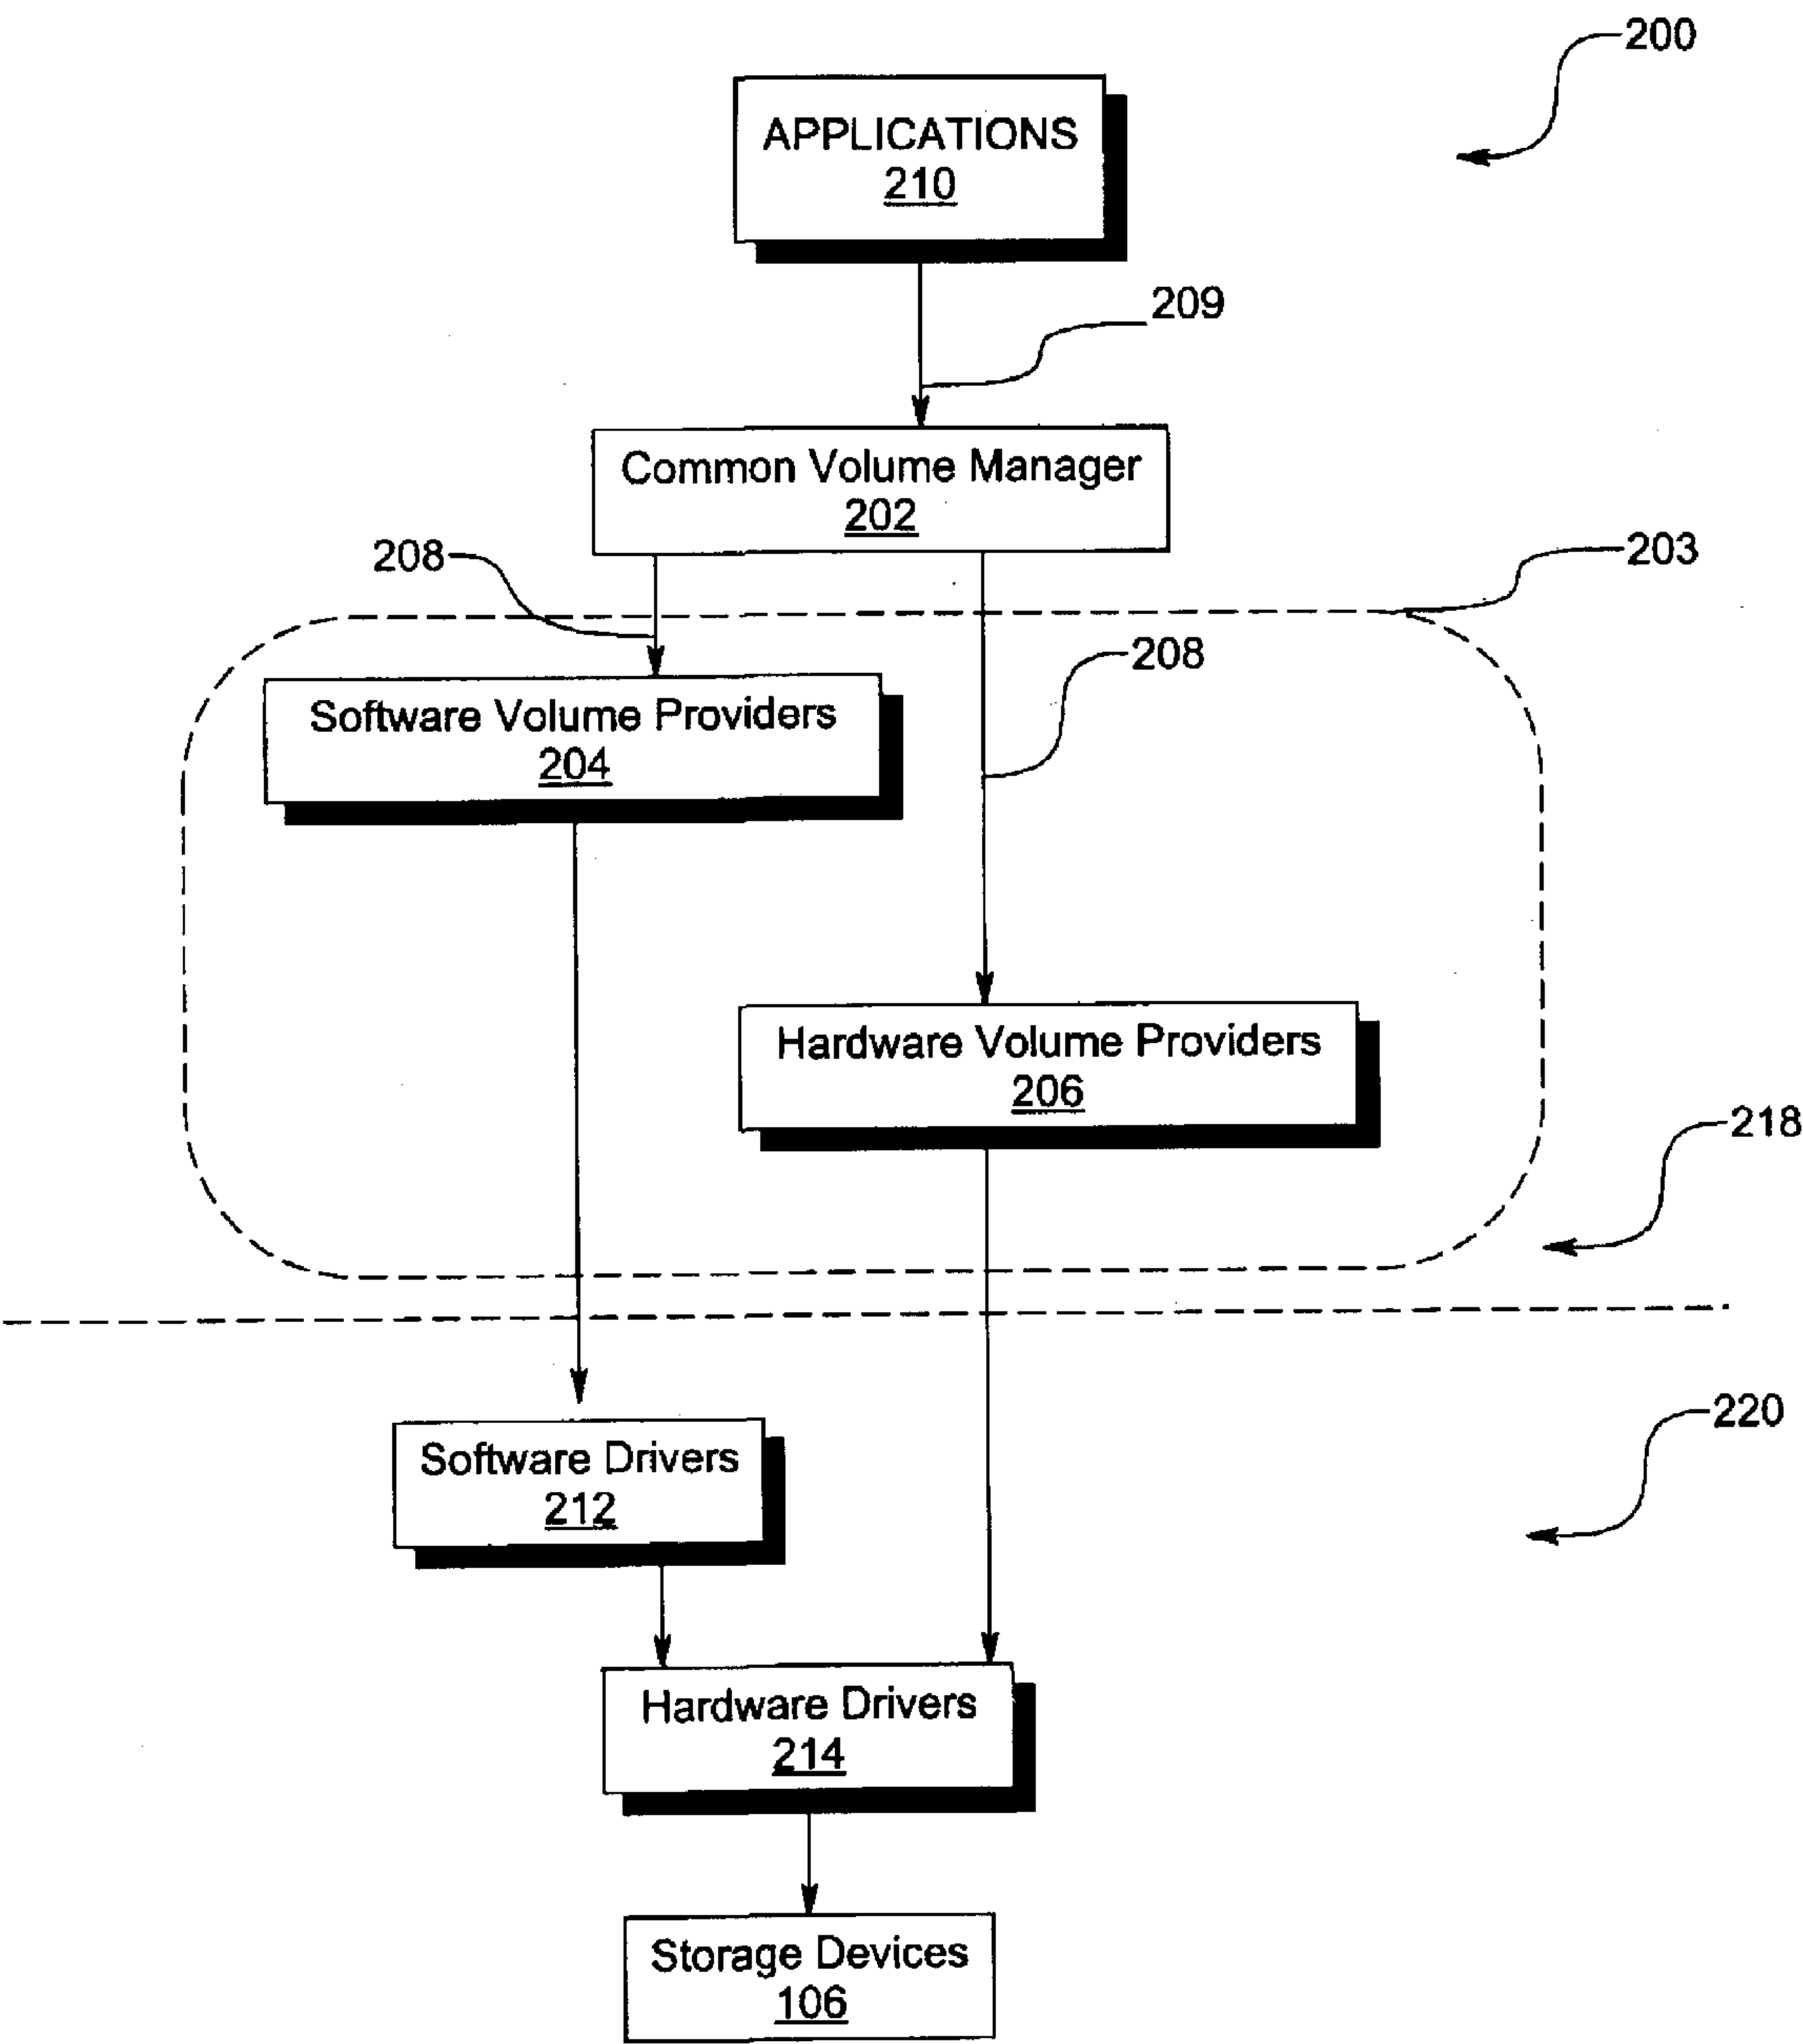 200
APPLICATIONS
210
209
Common Volume Manager
202
208
203
208
Software Volume Providers
204
Hardware Volume Providers
206
218
220
Software Drivers
212
Hardware Drivers
214
Storage Devices
106